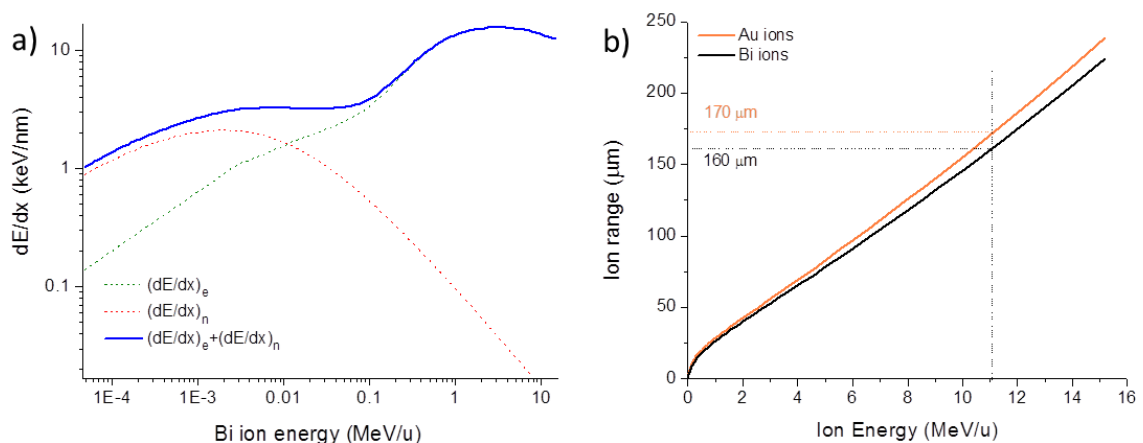 a)
10
1
0.1
dE/dx (keV/nm)
(dE/dx)e
(dE/dx)n
(dE/dx)e+(dE/dx)n
1E-4 1E-3 0.01 0.1 1 10
Bi ion energy (MeV/u)
b)
250
200
150
100
50
0
Ion range (μm)
Au ions
Bi ions
170 μm
160 μm
0 2 4 6 8 10 12 14 16
Ion Energy (MeV/u)